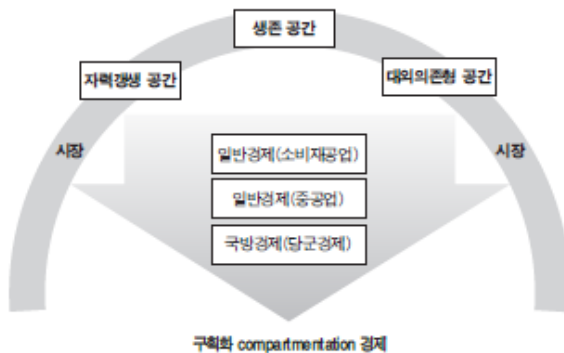 생존 공간
자력갱생 공간
대외의존형 공간
시장
시장
일반경제(소비재공업)
일반경제(중공업)
국방경제(당군경제)
구획화 compartmentation 경제